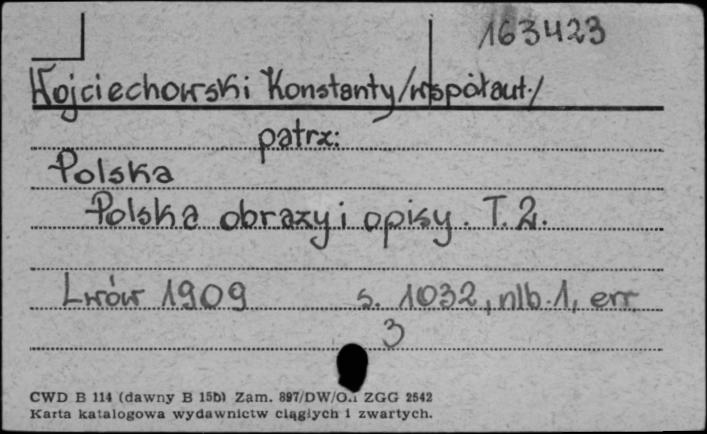 163423
Wojciechowski Konstanty /współaut./
patrz:
Polska
Polska obrazy i opisy. T. 2.
Lwów 1909 s. 1032, nlb. 1, err
3
CWD B 114 (dawny B 15b) Zam. 897/DW/O.1 ZGG 2542
Karta katalogowa wydawnictw ciągłych i zwartych.